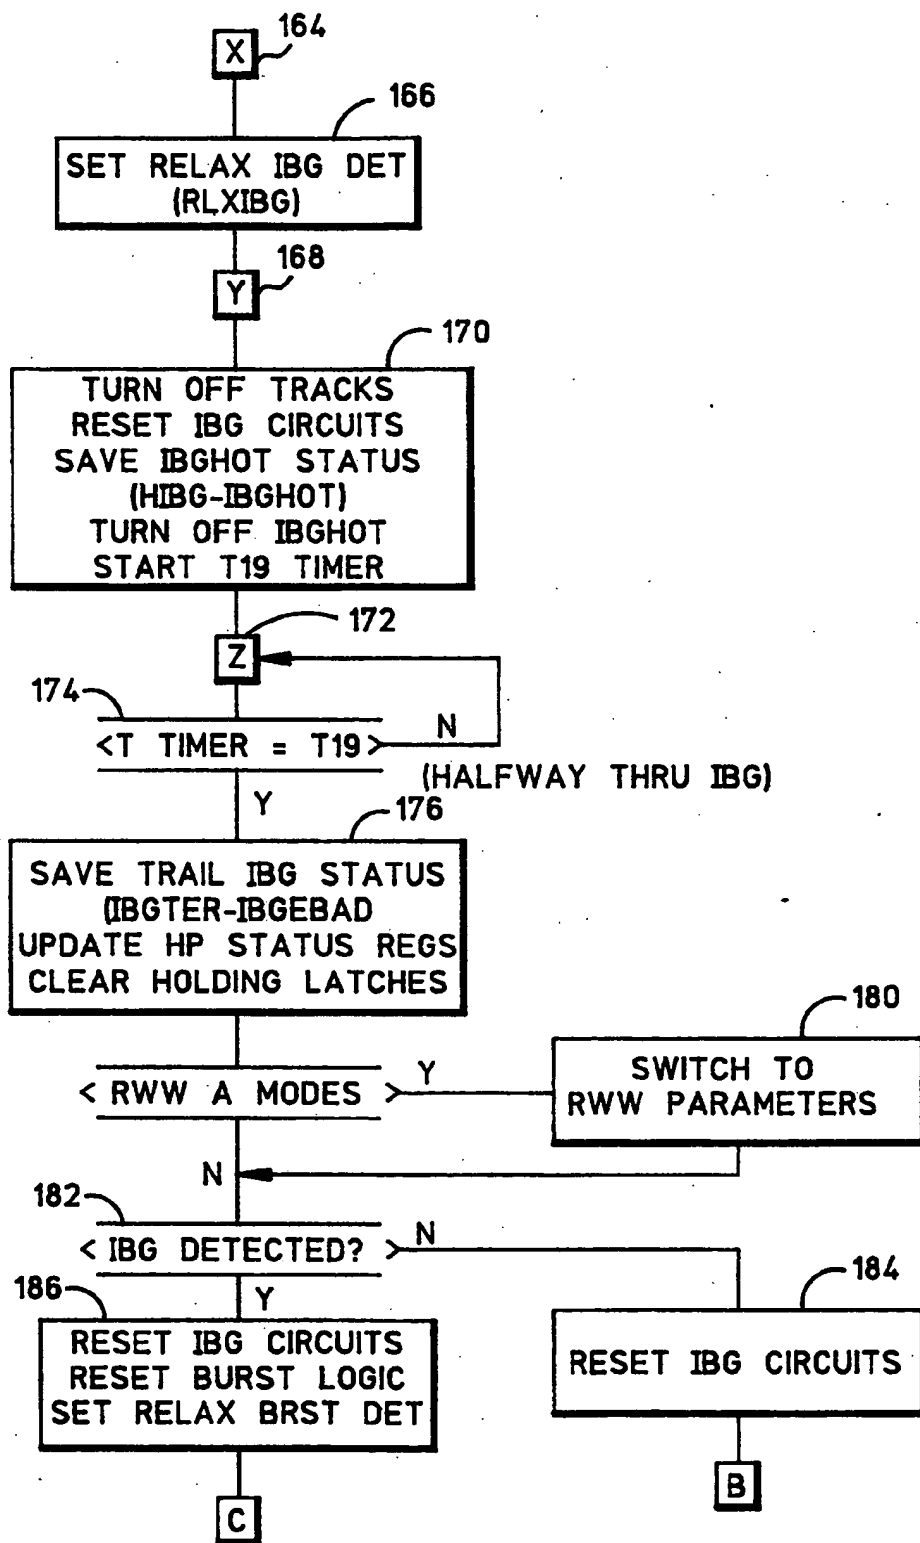 X
164
166
SET RELAX IBG DET
(RLXIBG)
Y
168
170
TURN OFF TRACKS
RESET IBG CIRCUITS
SAVE IBGHOT STATUS
(HIBG-IBGHOT)
TURN OFF IBGHOT
START T19 TIMER
172
Z
174
<T TIMER = T19>
N
(HALFWAY THRU IBG)
Y
176
SAVE TRAIL IBG STATUS
(IBGTER-IBGEBAD
UPDATE HP STATUS REGS
CLEAR HOLDING LATCHES
180
< RWW A MODES >
Y
SWITCH TO
RWW PARAMETERS
N
182
< IBG DETECTED? >
N
184
186
Y
RESET IBG CIRCUITS
RESET BURST LOGIC
SET RELAX BRST DET
RESET IBG CIRCUITS
B
C